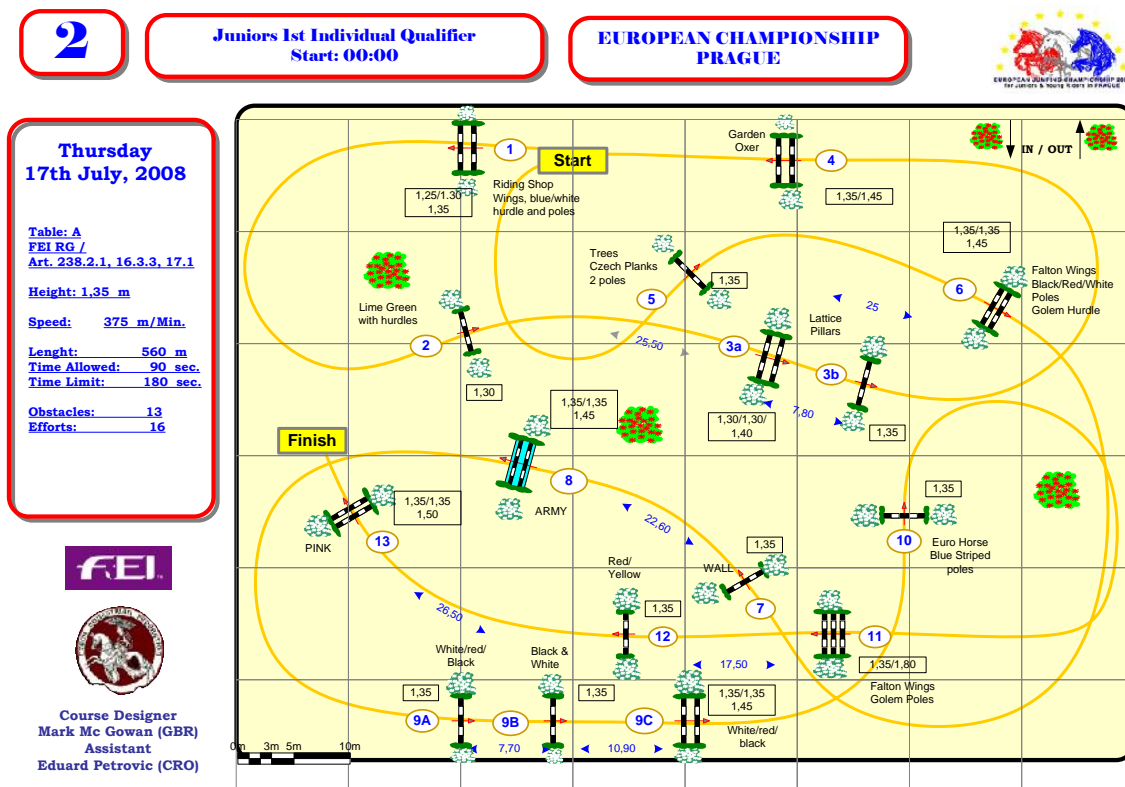 2
Juniors 1st Individual Qualifier
Start: 00:00
EUROPEAN CHAMPIONSHIP
PRAGUE
for Juniors & Young Riders in PRAGUE
Thursday
17th July, 2008
Table: A
FEI RG /
Art. 238.2.1, 16.3.3, 17.1
Height: 1,35 m
Speed: 375 m/Min.
Lenght: 560 m
Time Allowed: 90 sec.
Time Limit: 180 sec.
Obstacles: 13
Efforts: 16
FEI
Course Designer
Mark Mc Gowan (GBR)
Assistant
Eduard Petrovic (CRO)
1
Start
Riding Shop
Wings, blue/white
hurdle and poles
1,25/1.30
1,35
Garden
Oxer
4
1,35/1,45
IN / OUT
1,35/1,35
1,45
Trees
Czech Planks
2 poles
1,35
5
6
Falton Wings
Black/Red/White
Poles
Golem Hurdle
Lime Green
with hurdles
2
1,30
25,50
25
Lattice
Pillars
3a
3b
7,80
1,30/1,30/
1,40
1,35
Finish
1,35/1,35
1,45
8
ARMY
1,35/1,35
1,50
PINK
13
22,60
1,35
10
Euro Horse
Blue Striped
poles
WALL
1,35
7
Red/
Yellow
1,35
12
26,50
11
1,35/1,80
Falton Wings
Golem Poles
17,50
White/red/
Black
1,35
9A
Black &
White
1,35
9B
9C
1,35/1,35
1,45
White/red/
black
7,70
10,90
0m 3m 5m 10m